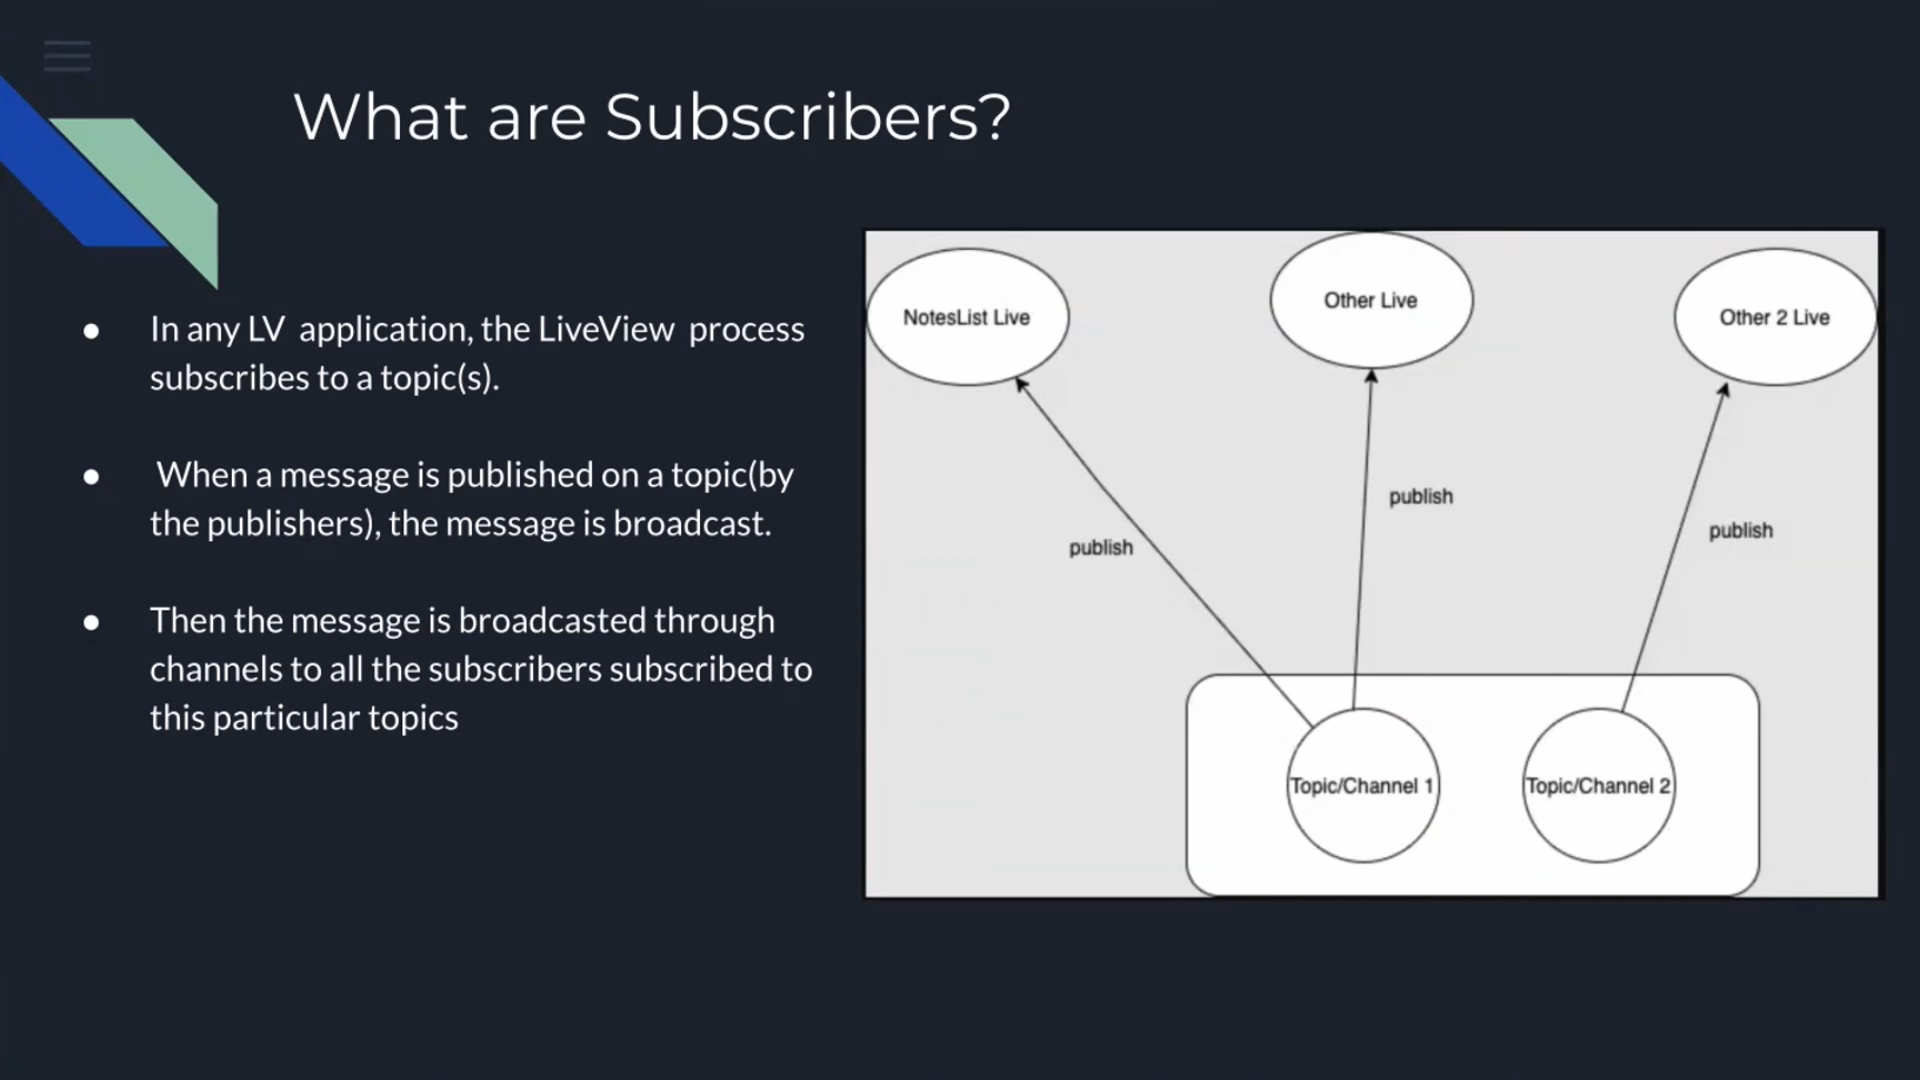 What are Subscribers?
● In any LV application, the LiveView process
subscribes to a topic(s).
● When a message is published on a topic(by
the publishers), the message is broadcast.
● Then the message is broadcasted through
channels to all the subscribers subscribed to
this particular topics
NotesList Live
Other Live
Other 2 Live
publish
publish
publish
Topic/Channel 1
Topic/Channel 2